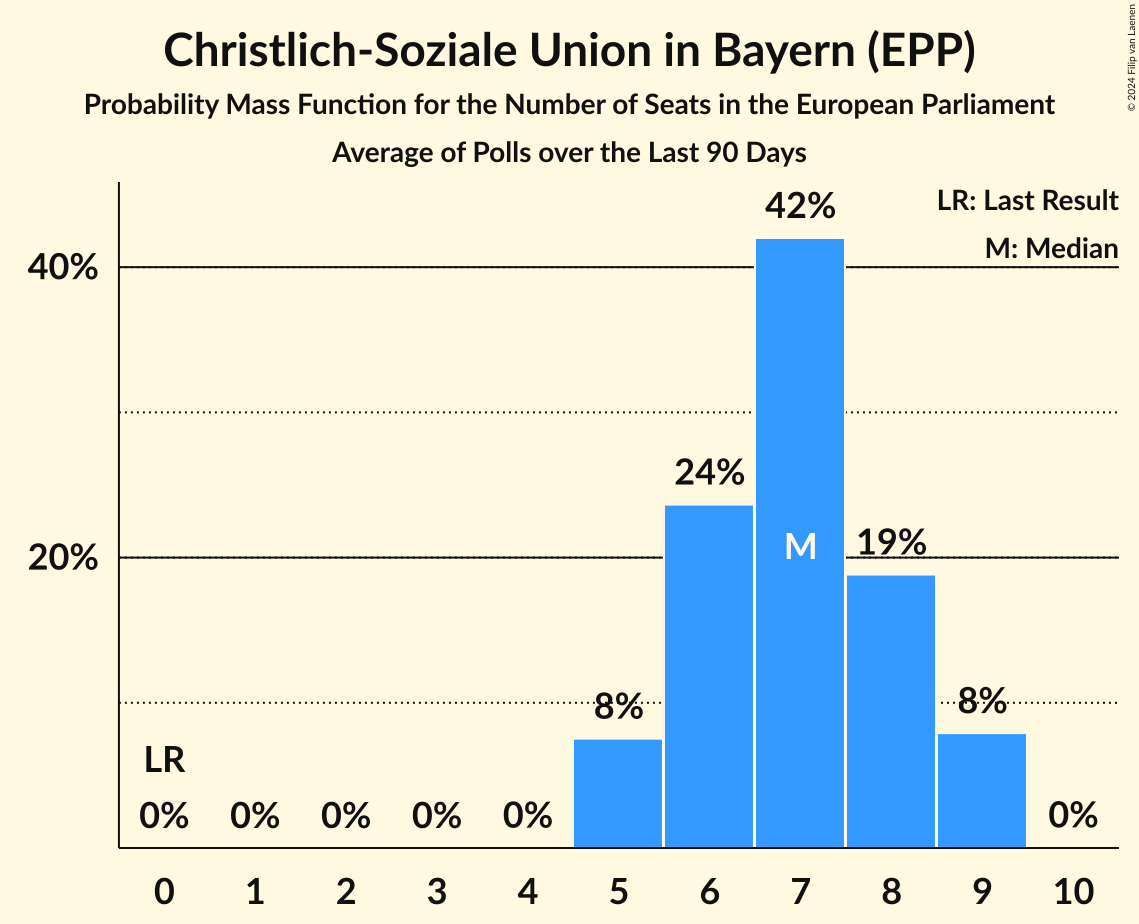 Christlich-Soziale Union in Bayern (EPP)
Probability Mass Function for the Number of Seats in the European Parliament
Average of Polls over the Last 90 Days
© 2024 Filip van Laenen
LR: Last Result
M: Median
42%
40%
24%
20%
M
19%
8%
8%
LR
0% 0% 0% 0% 0% 0%
0 1 2 3 4 5 6 7 8 9 10